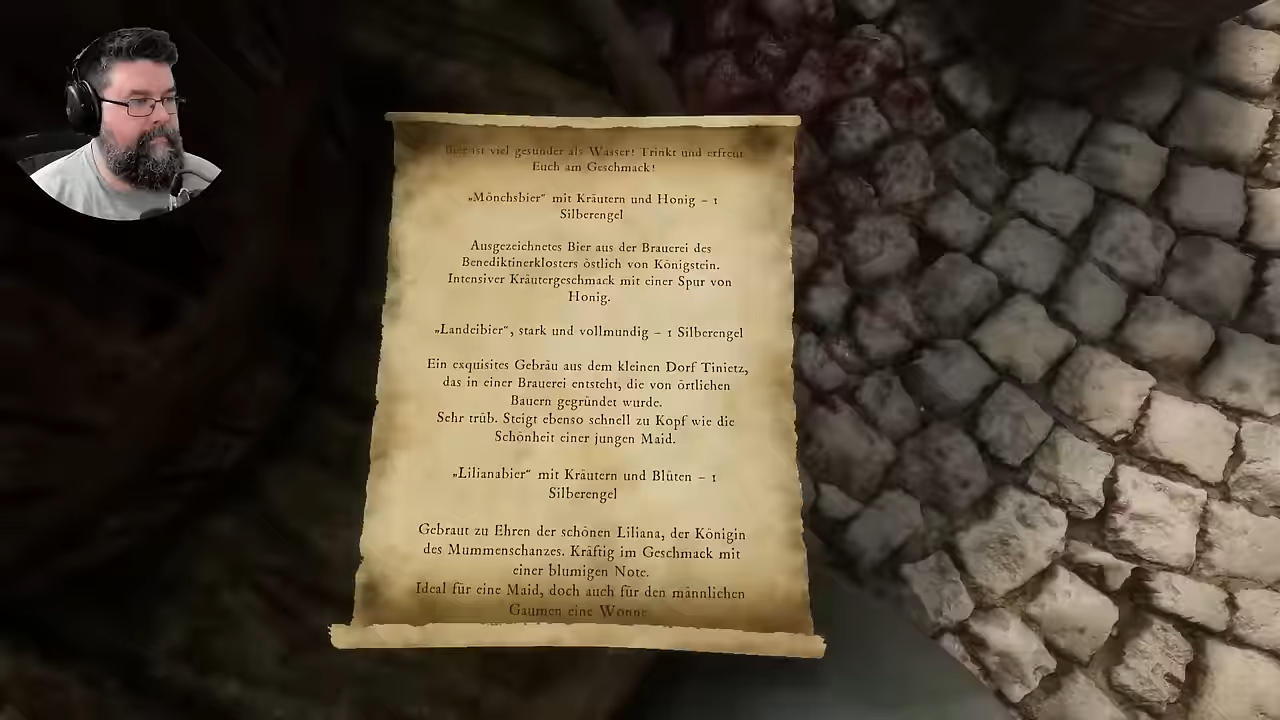 Bier ist viel gesünder als Wasser! Trinkt und erfreut
Euch am Geschmack!
„Mönchsbier“ mit Kräutern und Honig – 1
Silberengel
Ausgezeichnetes Bier aus der Brauerei des
Benediktinerklosters östlich von Königstein.
Intensiver Kräutergeschmack mit einer Spur von
Honig.
„Landeibier“, stark und vollmundig – 1 Silberengel
Ein exquisites Gebräu aus dem kleinen Dorf Tinietz,
das in einer Brauerei entsteht, die von örtlichen
Bauern gegründet wurde.
Sehr trüb. Steigt ebenso schnell zu Kopf wie die
Schönheit einer jungen Maid.
„Lilianabier“ mit Kräutern und Blüten – 1
Silberengel
Gebraut zu Ehren der schönen Liliana, der Königin
des Mummenschanzes. Kräftig im Geschmack mit
einer blumigen Note.
Ideal für eine Maid, doch auch für den männlichen
Gaumen eine Wonne